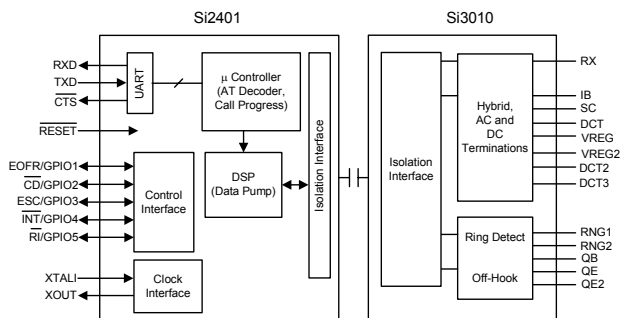 Si2401
Si3010
RXD
TXD
CTS
RESET
EOFR/GPIO1
CD/GPIO2
ESC/GPIO3
INT/GPIO4
RI/GPIO5
XTALI
XOUT
UART
μ Controller
(AT Decoder,
Call Progress)
DSP
(Data Pump)
Control
Interface
Clock
Interface
Isolation Interface
Isolation
Interface
Hybrid,
AC and
DC
Terminations
Ring Detect
Off-Hook
RX
IB
SC
DCT
VREG
VREG2
DCT2
DCT3
RNG1
RNG2
QB
QE
QE2